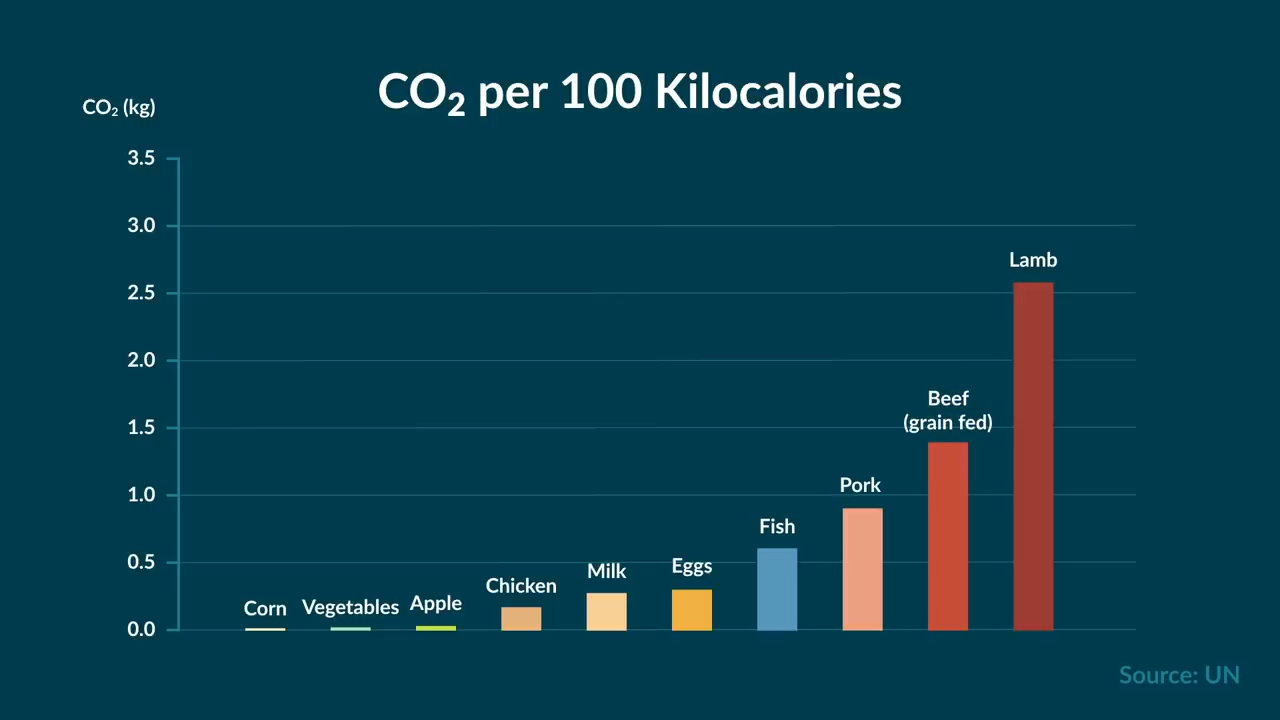 CO₂ per 100 Kilocalories
CO₂ (kg)
3.5
3.0
2.5
2.0
1.5
1.0
0.5
0.0
Corn
Vegetables
Apple
Chicken
Milk
Eggs
Fish
Pork
Beef
(grain fed)
Lamb
Source: UN